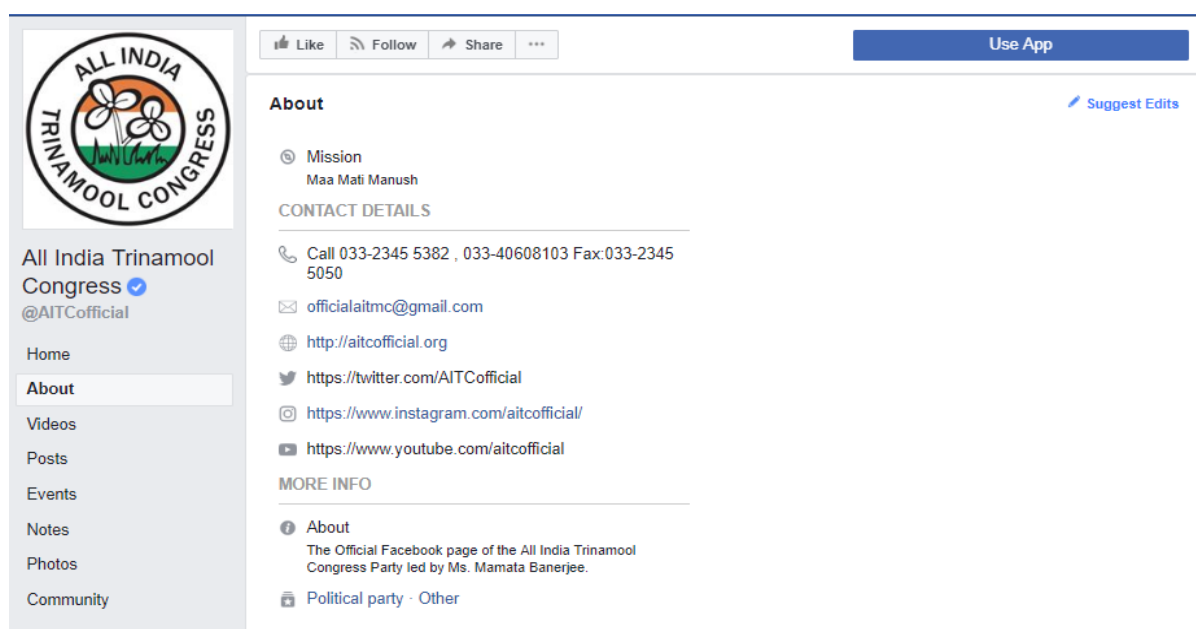 ALL INDIA
TRINAMOOL CONGRESS
All India Trinamool
Congress
@AITCofficial
Home
About
Videos
Posts
Events
Notes
Photos
Community
Like
Follow
Share
Use App
About
Suggest Edits
Mission
Maa Mati Manush
CONTACT DETAILS
Call 033-2345 5382 , 033-40608103 Fax:033-2345
5050
officialaitmc@gmail.com
http://aitcofficial.org
https://twitter.com/AITCofficial
https://www.instagram.com/aitcofficial/
https://www.youtube.com/aitcofficial
MORE INFO
About
The Official Facebook page of the All India Trinamool
Congress Party led by Ms. Mamata Banerjee.
Political party · Other